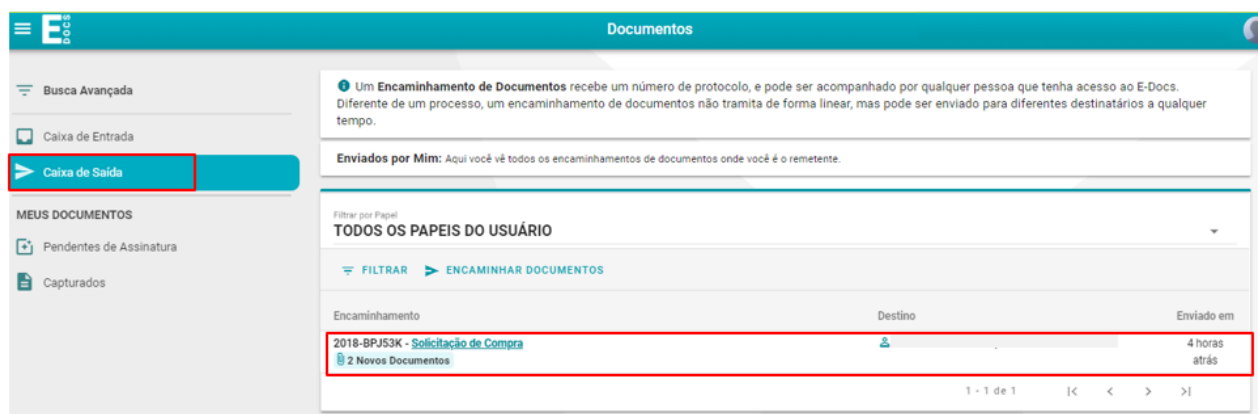 E DOCS
Documentos
Busca Avançada
Caixa de Entrada
Caixa de Saída
MEUS DOCUMENTOS
Pendentes de Assinatura
Capturados
Um Encaminhamento de Documentos recebe um número de protocolo, e pode ser acompanhado por qualquer pessoa que tenha acesso ao E-Docs.
Diferente de um processo, um encaminhamento de documentos não tramita de forma linear, mas pode ser enviado para diferentes destinatários a qualquer
tempo.
Enviados por Mim: Aqui você vê todos os encaminhamentos de documentos onde você é o remetente.
Filtrar por Papel
TODOS OS PAPEIS DO USUÁRIO
FILTRAR ENCAMINHAR DOCUMENTOS
Encaminhamento Destino Enviado em
2018-BPJ53K - Solicitação de Compra 4 horas
2 Novos Documentos atrás
1 - 1 de 1